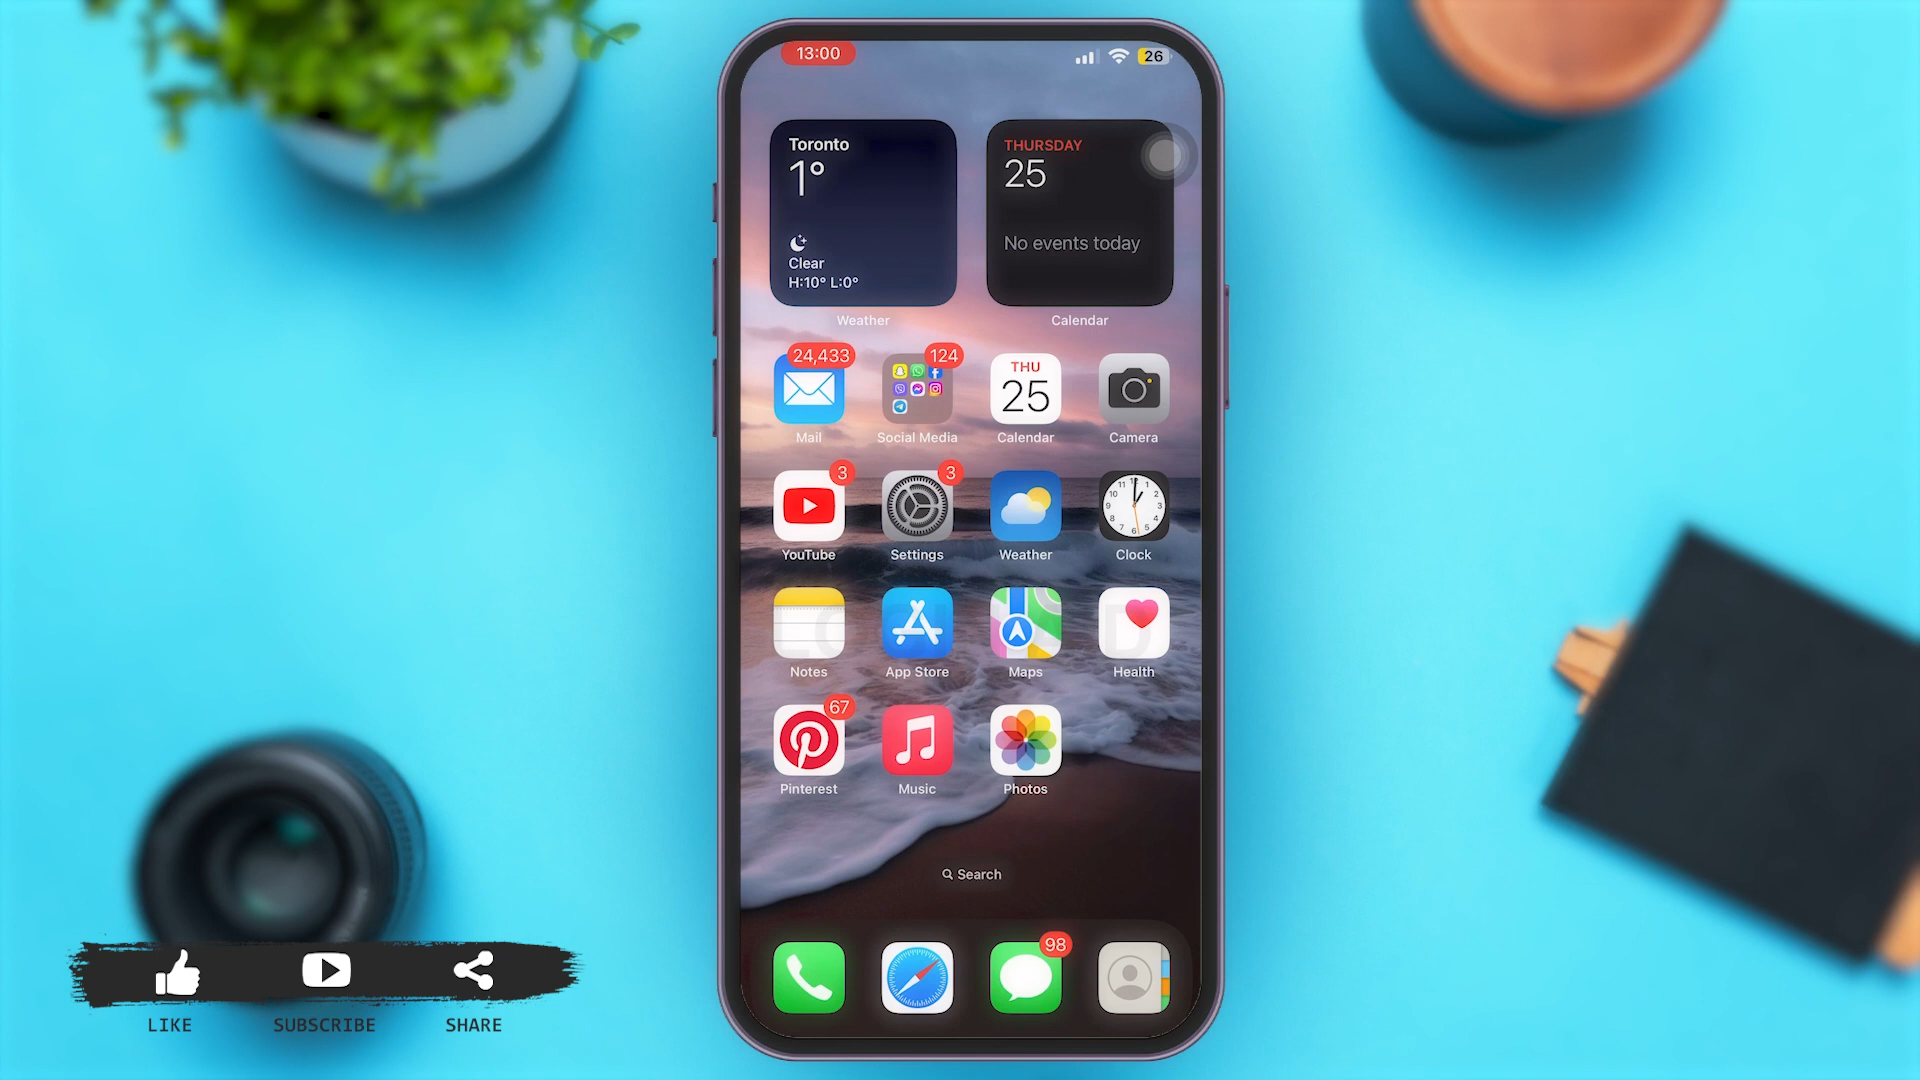 13:00
26
Toronto
1°
Clear
H:10° L:0°
Weather
THURSDAY
25
No events today
Calendar
24,433
124
THU
25
Mail
Social Media
Calendar
Camera
3
3
YouTube
Settings
Weather
Clock
Notes
App Store
Maps
Health
67
Pinterest
Music
Photos
Search
98
LIKE
SUBSCRIBE
SHARE